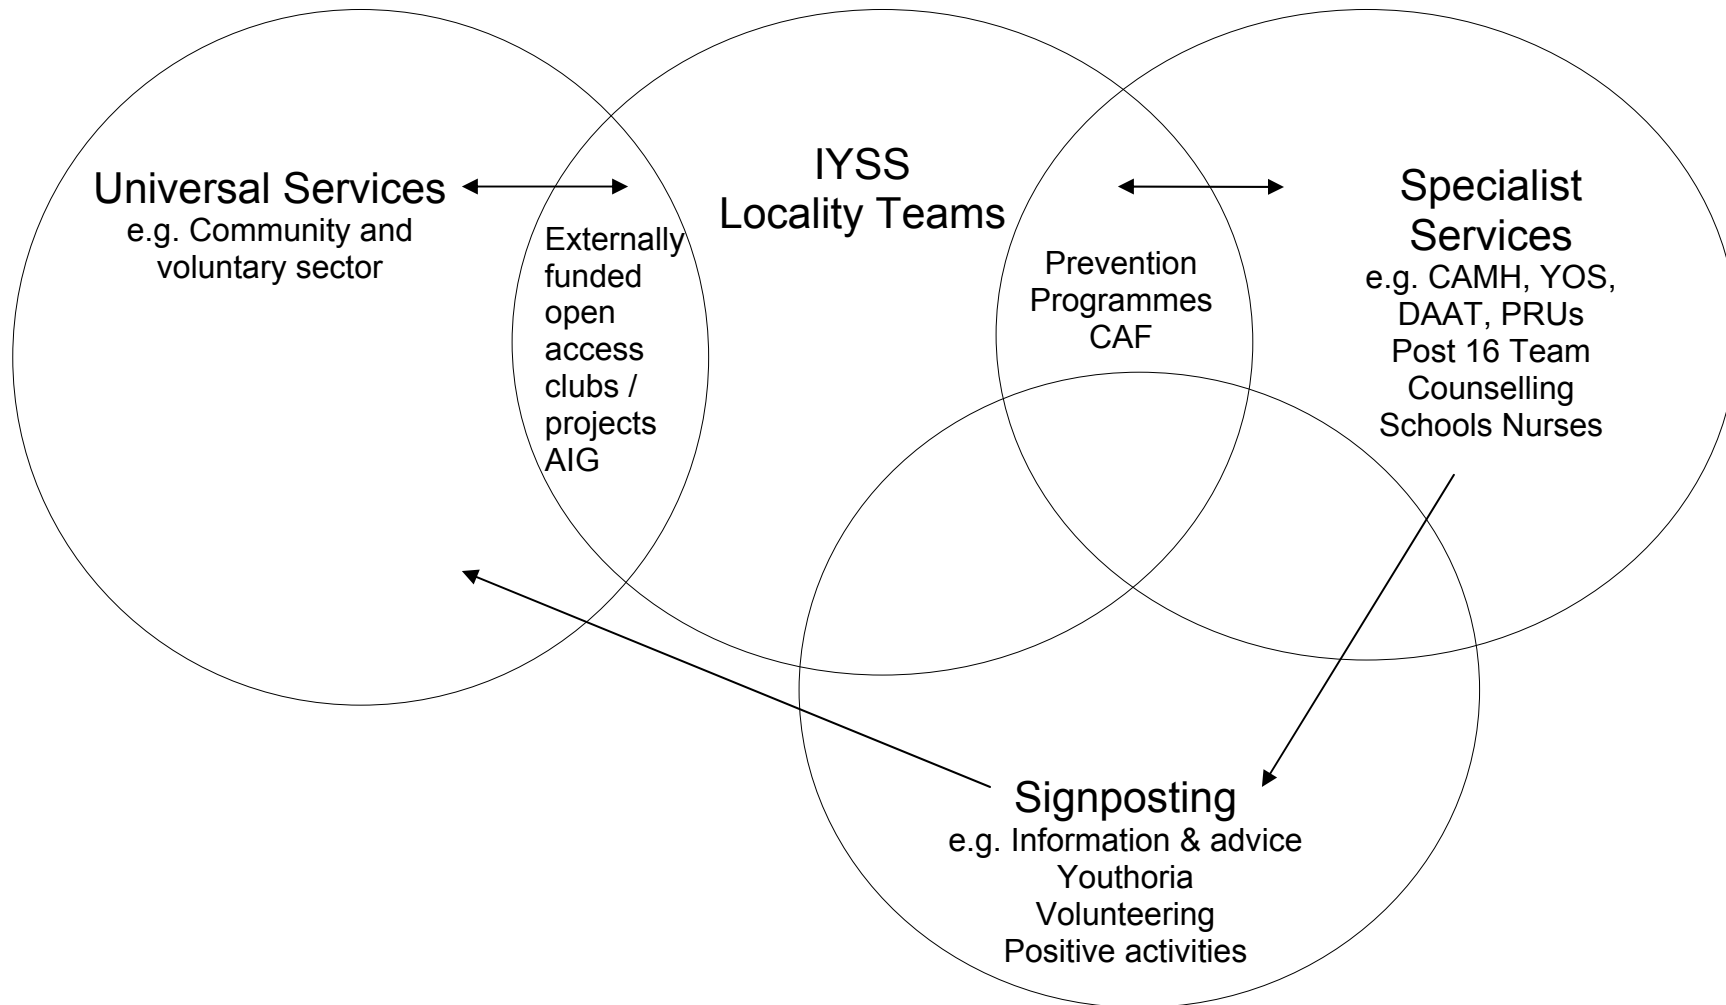 Universal Services
e.g. Community and
voluntary sector
Externally
funded
open
access
clubs /
projects
AIG
IYSS
Locality Teams
Prevention
Programmes
CAF
Specialist
Services
e.g. CAMH, YOS,
DAAT, PRUs
Post 16 Team
Counselling
Schools Nurses
Signposting
e.g. Information & advice
Youthoria
Volunteering
Positive activities